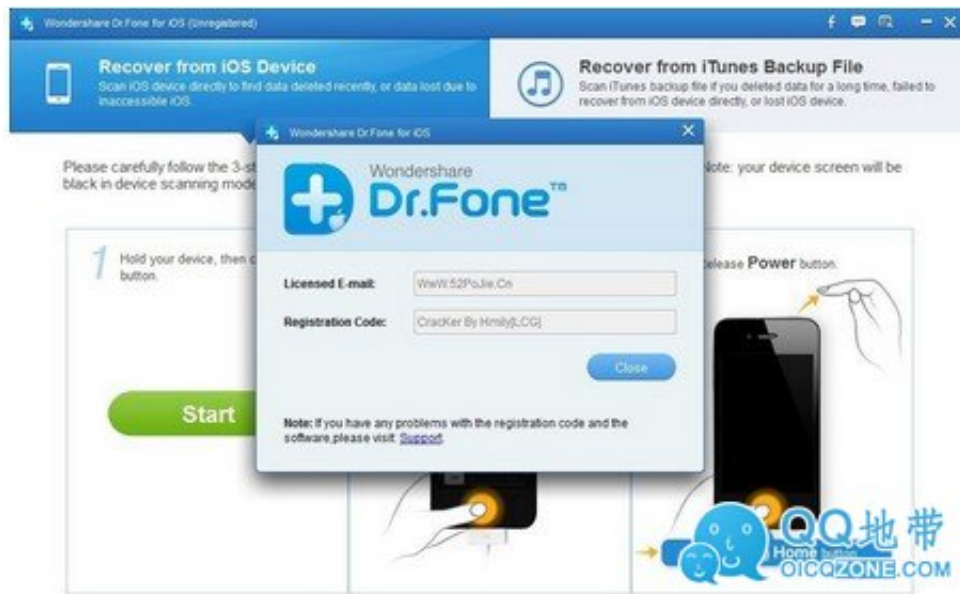 Wondershare Dr.Fone for iOS (Unregistered)
Recover from iOS Device
Scan iOS device directly to find data deleted recently, or data lost due to
inaccessible iOS.
Recover from iTunes Backup File
Scan iTunes backup file if you deleted data for a long time, failed to
recover from iOS device directly, or lost iOS device.
Wondershare Dr.Fone for iOS
Please carefully follow the 3-st
Note: your device screen will be
black in device scanning mode
Wondershare
Dr.Fone™
1 Hold your device, then c
button.
Licensed E-mail: WwW.52PoJie.Cn
Registration Code: CracKer By Hmily[LCG]
Close
Note: If you have any problems with the registration code and the
software,please visit Support.
Start
elease Power button.
Home button
QQ地带
OICQZONE.COM